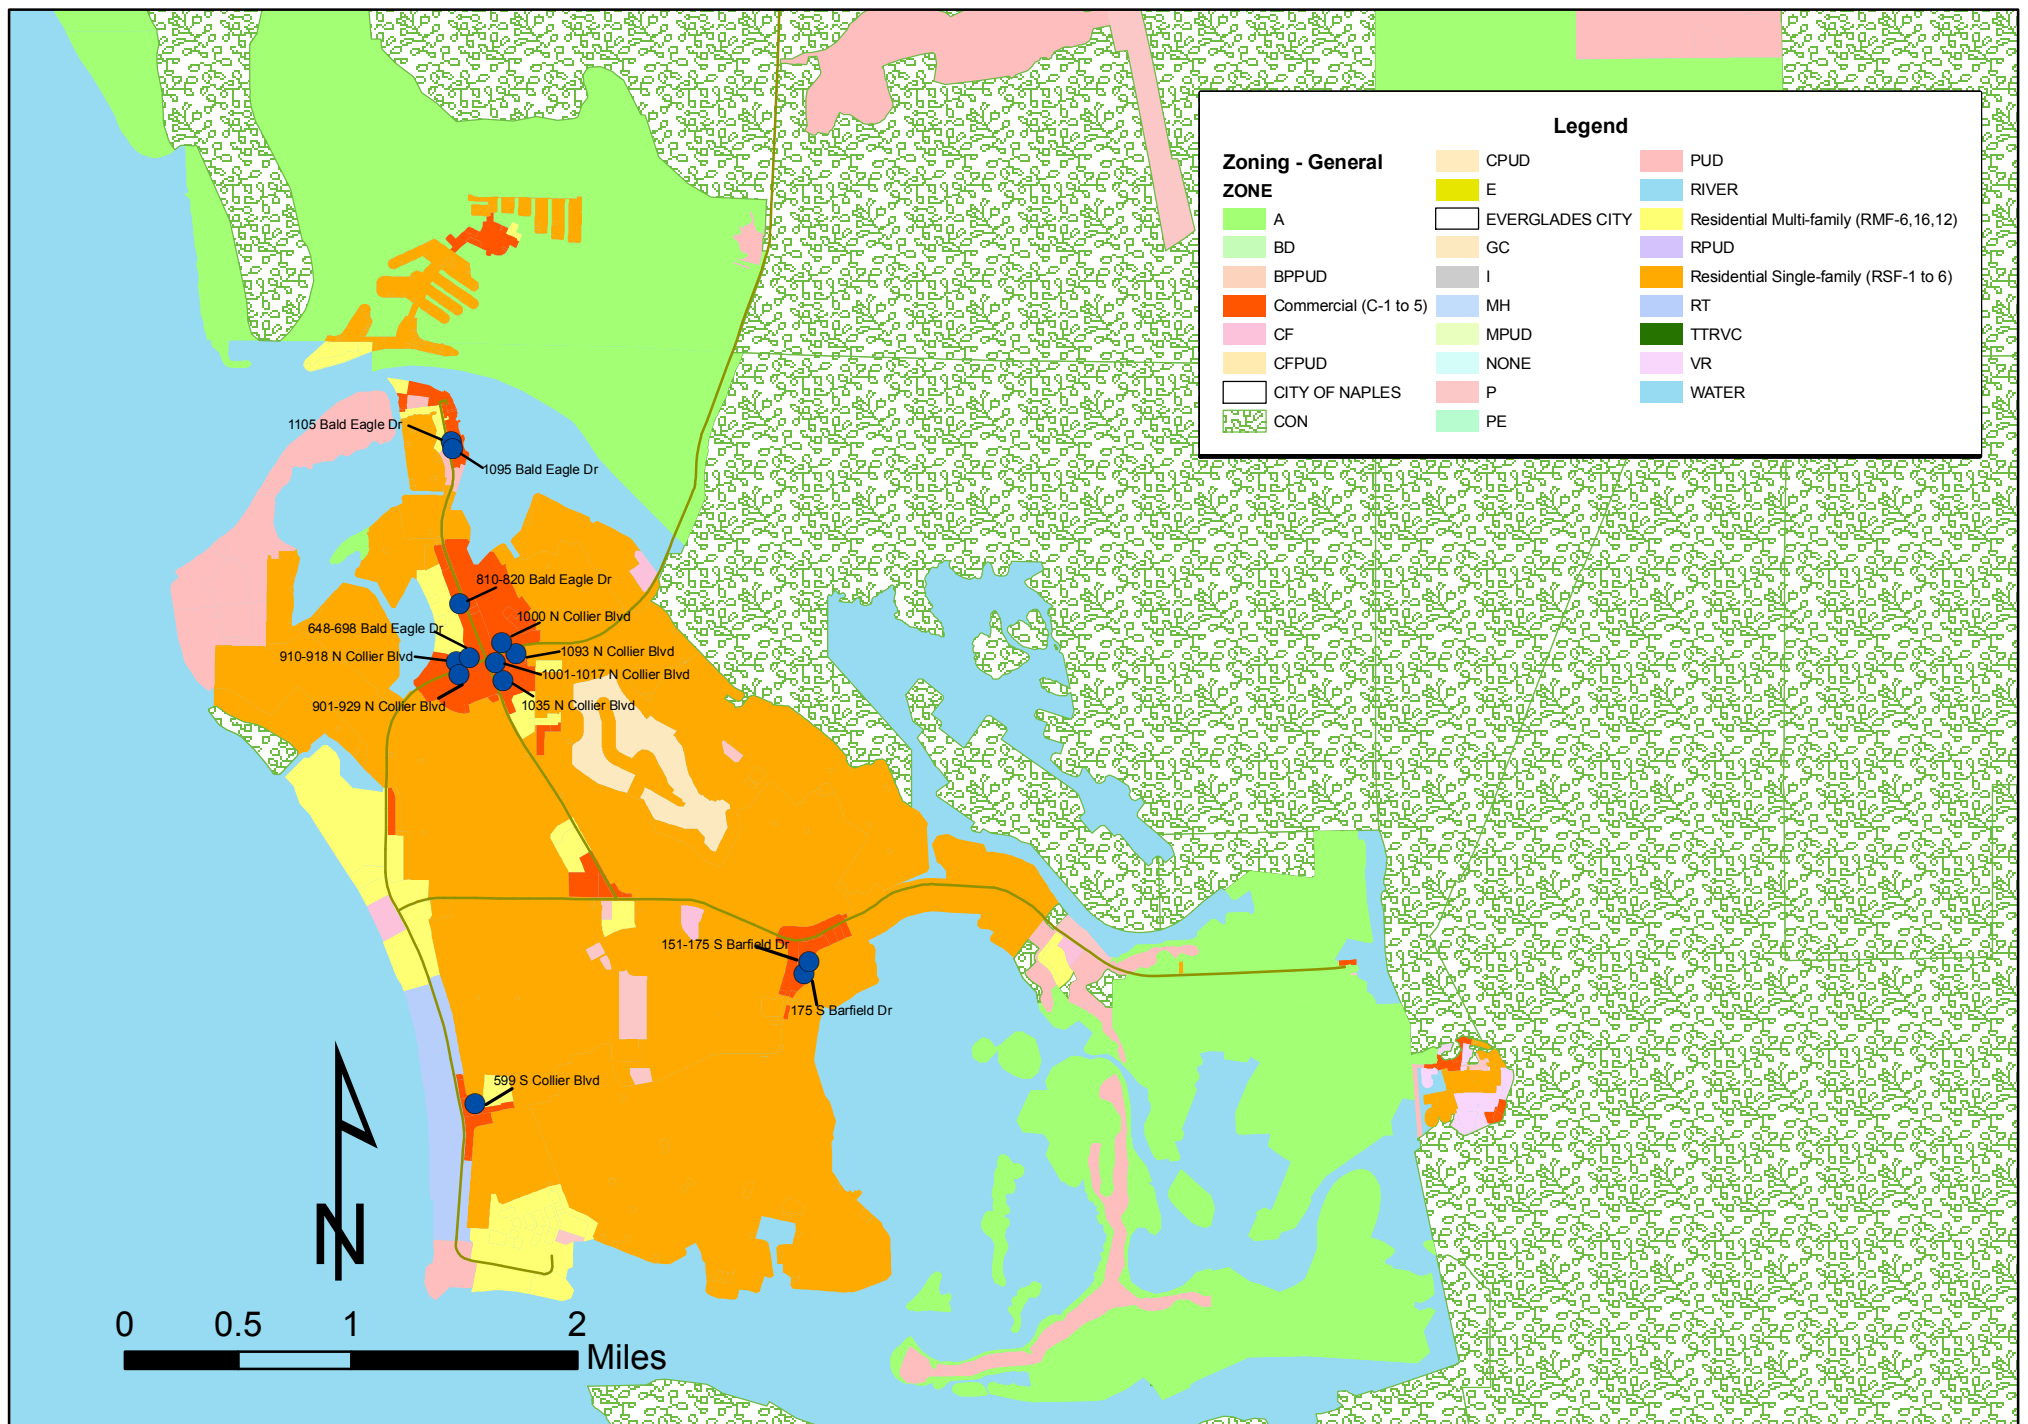 Legend
Zoning - General
ZONE
A
BD
BPPUD
Commercial (C-1 to 5)
CF
CFPUD
CITY OF NAPLES
CON
CPUD
E
EVERGLADES CITY
GC
I
MH
MPUD
NONE
P
PE
PUD
RIVER
Residential Multi-family (RMF-6,16,12)
RPUD
Residential Single-family (RSF-1 to 6)
RT
TTRVC
VR
WATER
1105 Bald Eagle Dr
1095 Bald Eagle Dr
810-820 Bald Eagle Dr
1000 N Collier Blvd
648-698 Bald Eagle Dr
1093 N Collier Blvd
910-918 N Collier Blvd
1001-1017 N Collier Blvd
901-929 N Collier Blvd
1035 N Collier Blvd
151-175 S Barfield Dr
175 S Barfield Dr
599 S Collier Blvd
N
0 0.5 1 2
Miles